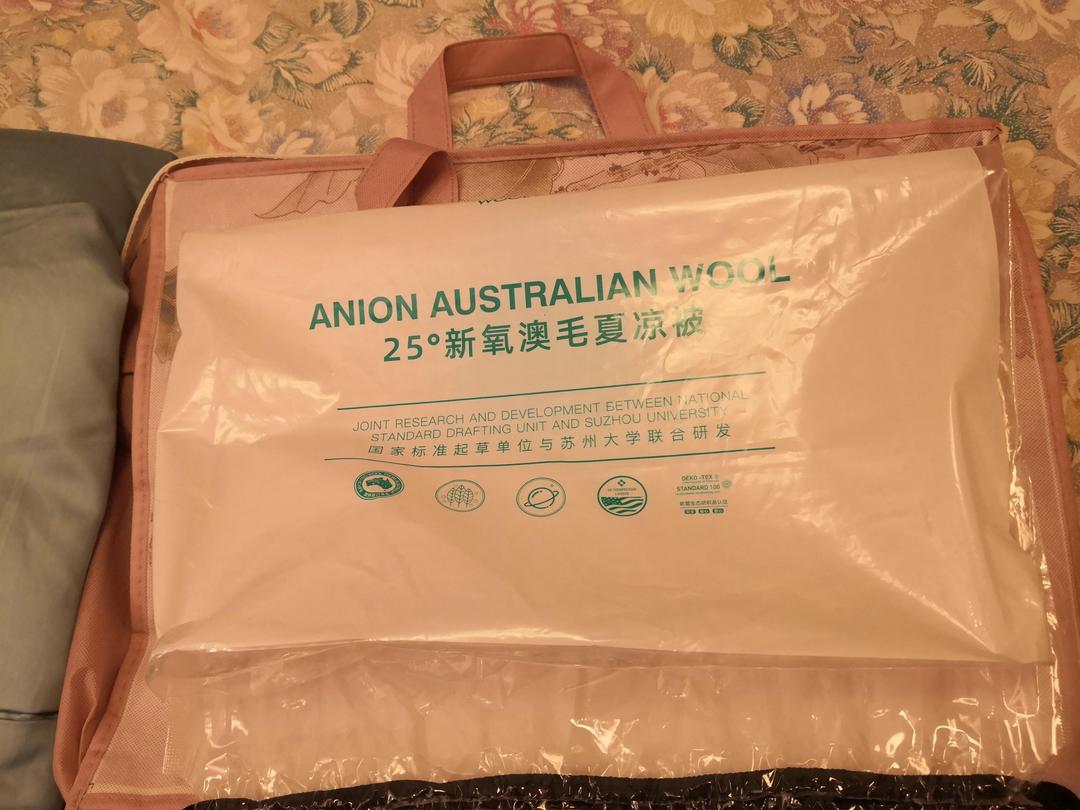 ANION AUSTRALIAN WOOL
25°新氧澳毛夏凉被
JOINT RESEARCH AND DEVELOPMENT BETWEEN NATIONAL
STANDARD DRAFTING UNIT AND SUZHOU UNIVERSITY
国家标准起草单位与苏州大学联合研发
STANDARD 100